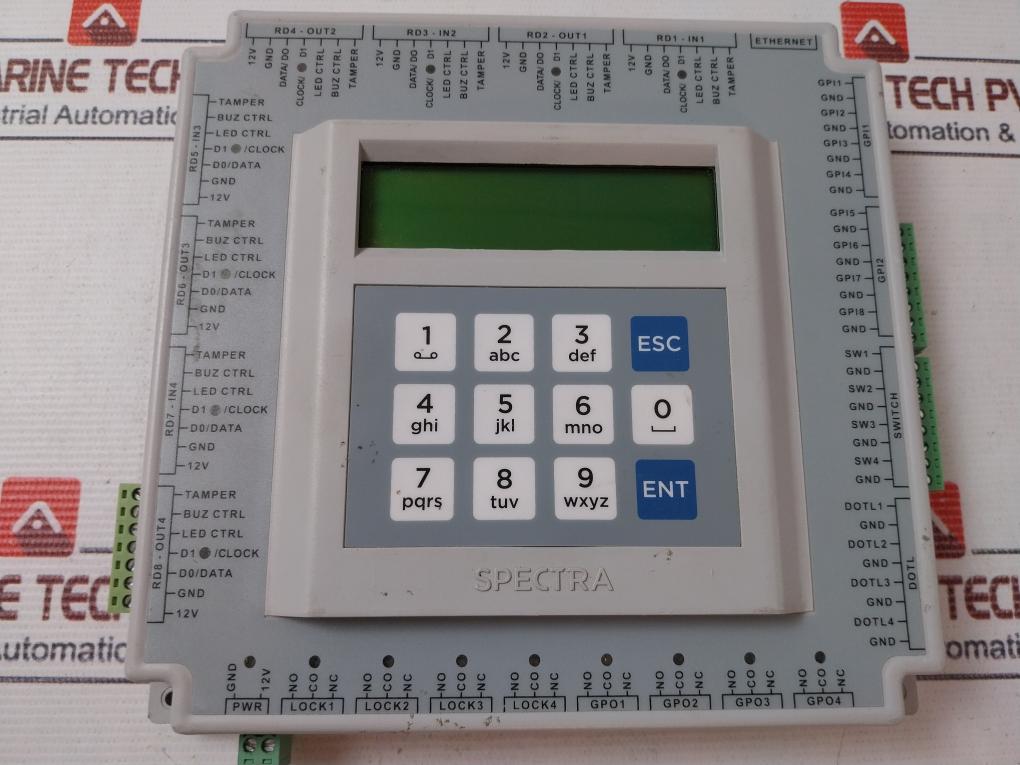 RD4 - OUT2
RD3 - IN2
RD2 - OUT1
RD1 - IN1
ETHERNET
12V
GND
DATA/ DO
CLOCK/ D1
LED CTRL
BUZ CTRL
TAMPER
12V
GND
DATA/ DO
CLOCK/ D1
LED CTRL
BUZ CTRL
TAMPER
12V
GND
DATA/ DO
CLOCK/ D1
LED CTRL
BUZ CTRL
TAMPER
12V
GND
DATA/ DO
CLOCK/ D1
LED CTRL
BUZ CTRL
TAMPER
ARINE TECH
TECH PV
strial Automat
tomation &
RD5 - IN3
TAMPER
BUZ CTRL
LED CTRL
D1 /CLOCK
D0/DATA
GND
12V
RD6 - OUT3
TAMPER
BUZ CTRL
LED CTRL
D1 /CLOCK
D0/DATA
GND
12V
RD7 - IN4
TAMPER
BUZ CTRL
LED CTRL
D1 /CLOCK
D0/DATA
GND
12V
RD8 - OUT4
TAMPER
BUZ CTRL
LED CTRL
D1 /CLOCK
D0/DATA
GND
12V
1
2 abc
3 def
ESC
4 ghi
5 jkl
6 mno
0
7 pqrs
8 tuv
9 wxyz
ENT
SPECTRA
GPI1
GND
GPI2
GND
GPI3
GND
GPI4
GND
GPI1
GPI5
GND
GPI6
GND
GPI7
GND
GPI8
GND
GPI2
SW1
GND
SW2
GND
SW3
GND
SW4
GND
SWITCH
DOTL1
GND
DOTL2
GND
DOTL3
GND
DOTL4
GND
DOTL
E TECH
TECH
utomati
mation
GND 12V
PWR
NO CO NC
LOCK1
NO CO NC
LOCK2
NO CO NC
LOCK3
NO CO NC
LOCK4
NO CO NC
GPO1
NO CO NC
GPO2
NO CO NC
GPO3
NO CO NC
GPO4